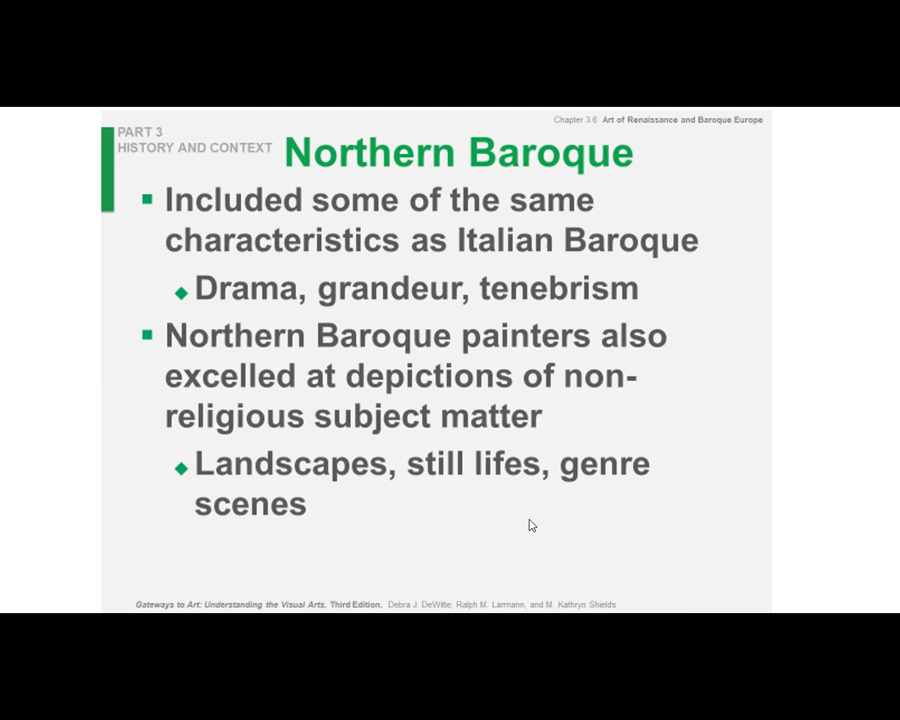 Chapter 3.6 Art of Renaissance and Baroque Europe
PART 3
HISTORY AND CONTEXT
Northern Baroque
Included some of the same
characteristics as Italian Baroque
Drama, grandeur, tenebrism
Northern Baroque painters also
excelled at depictions of non-
religious subject matter
Landscapes, still lifes, genre
scenes
Gateways to Art: Understanding the Visual Arts, Third Edition, Debra J. DeWitte, Ralph M. Larmann, and M. Kathryn Shields